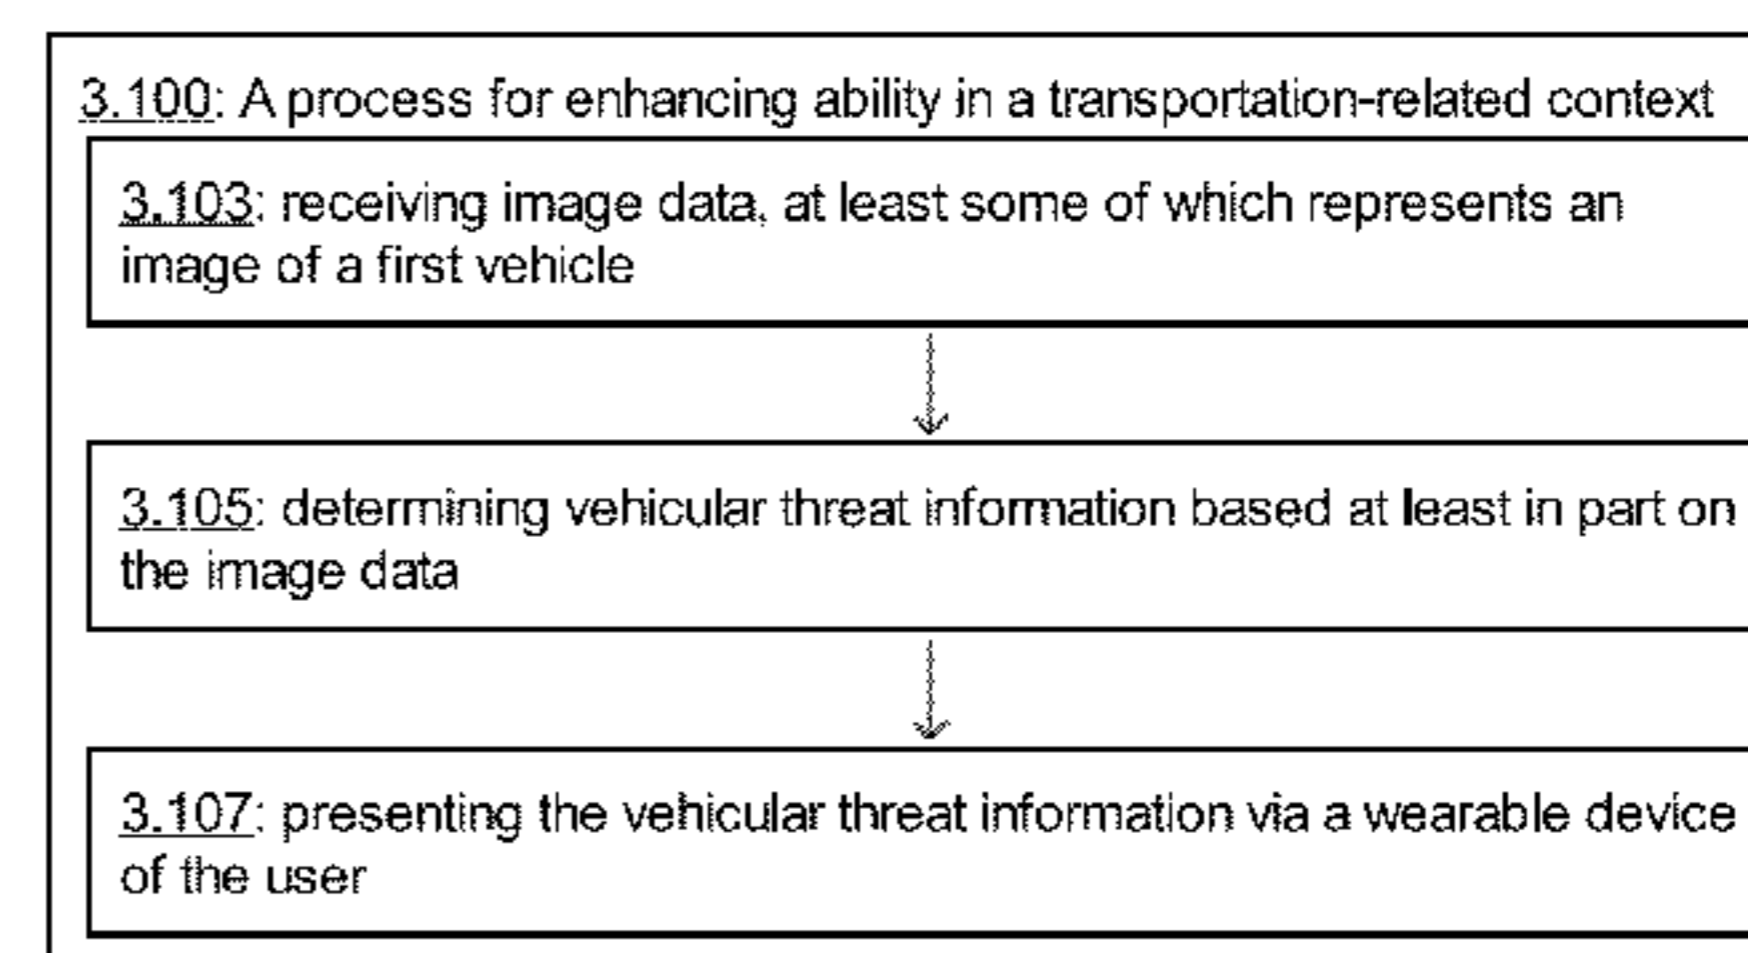 3.100: A process for enhancing ability in a transportation-related context
3.103: receiving image data, at least some of which represents an
image of a first vehicle
3.105: determining vehicular threat information based at least in part on
the image data
3.107: presenting the vehicular threat information via a wearable device
of the user